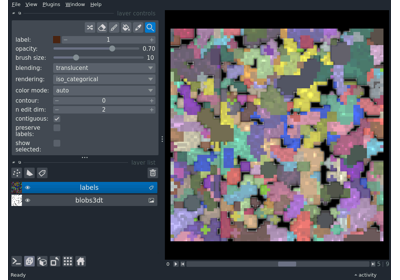 File View Plugins Window Help
layer controls
label: 1
opacity: 0.70
brush size: 10
blending: translucent
rendering: iso_categorical
color mode: auto
contour: 0
n edit dim: 2
contiguous:
preserve
labels:
show
selected:
layer list
labels
blobs3dt
Ready
activity